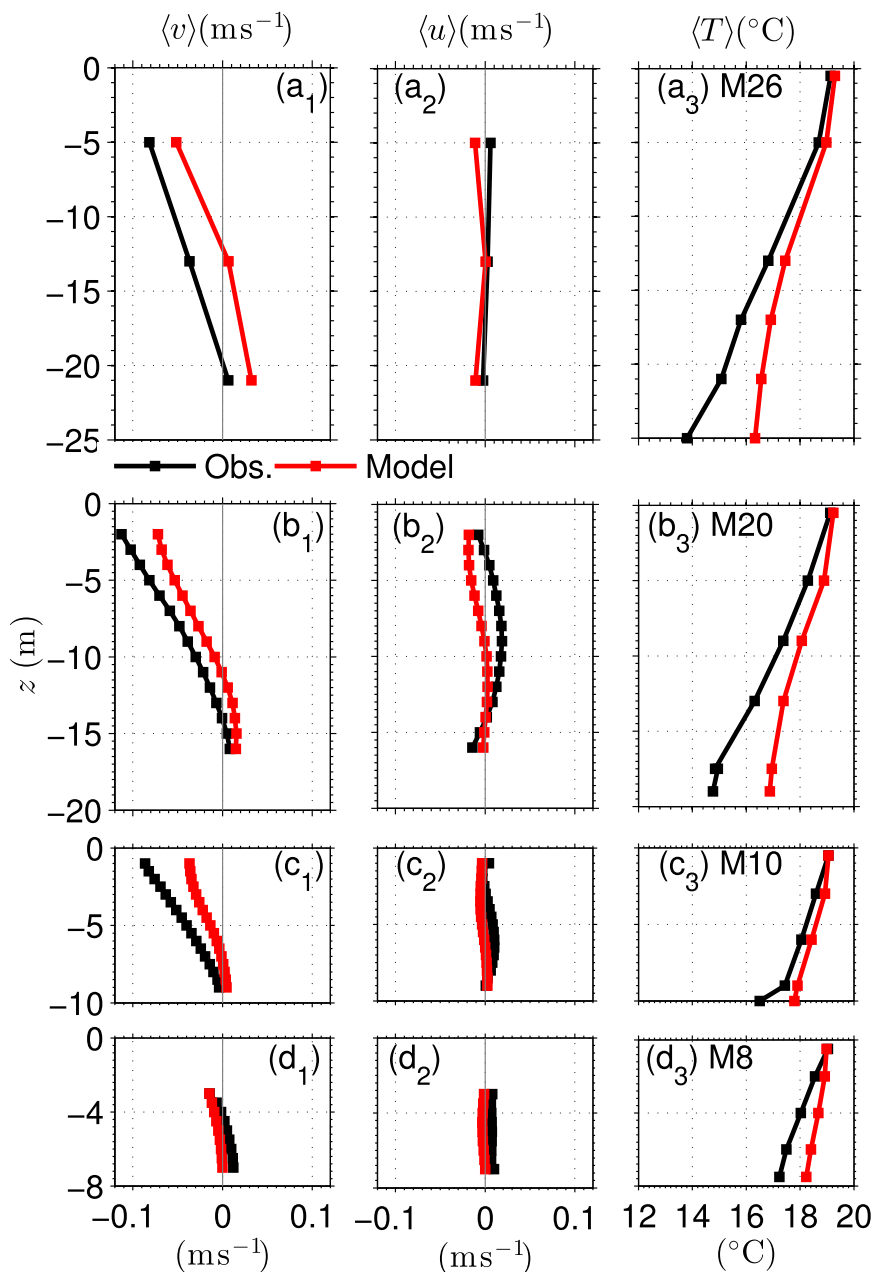 ⟨v⟩(ms⁻¹) ⟨u⟩(ms⁻¹) ⟨T⟩(°C)
0 (a₁) (a₂) (a₃) M26
−5
−10
−15
−20
−25
Obs. Model
0 (b₁) (b₂) (b₃) M20
−5
−10
−15
−20
z (m)
0 (c₁) (c₂) (c₃) M10
−5
−10
0 (d₁) (d₂) (d₃) M8
−4
−8
−0.1 0 0.1 −0.1 0 0.1 12 14 16 18 20
(ms⁻¹) (ms⁻¹) (°C)